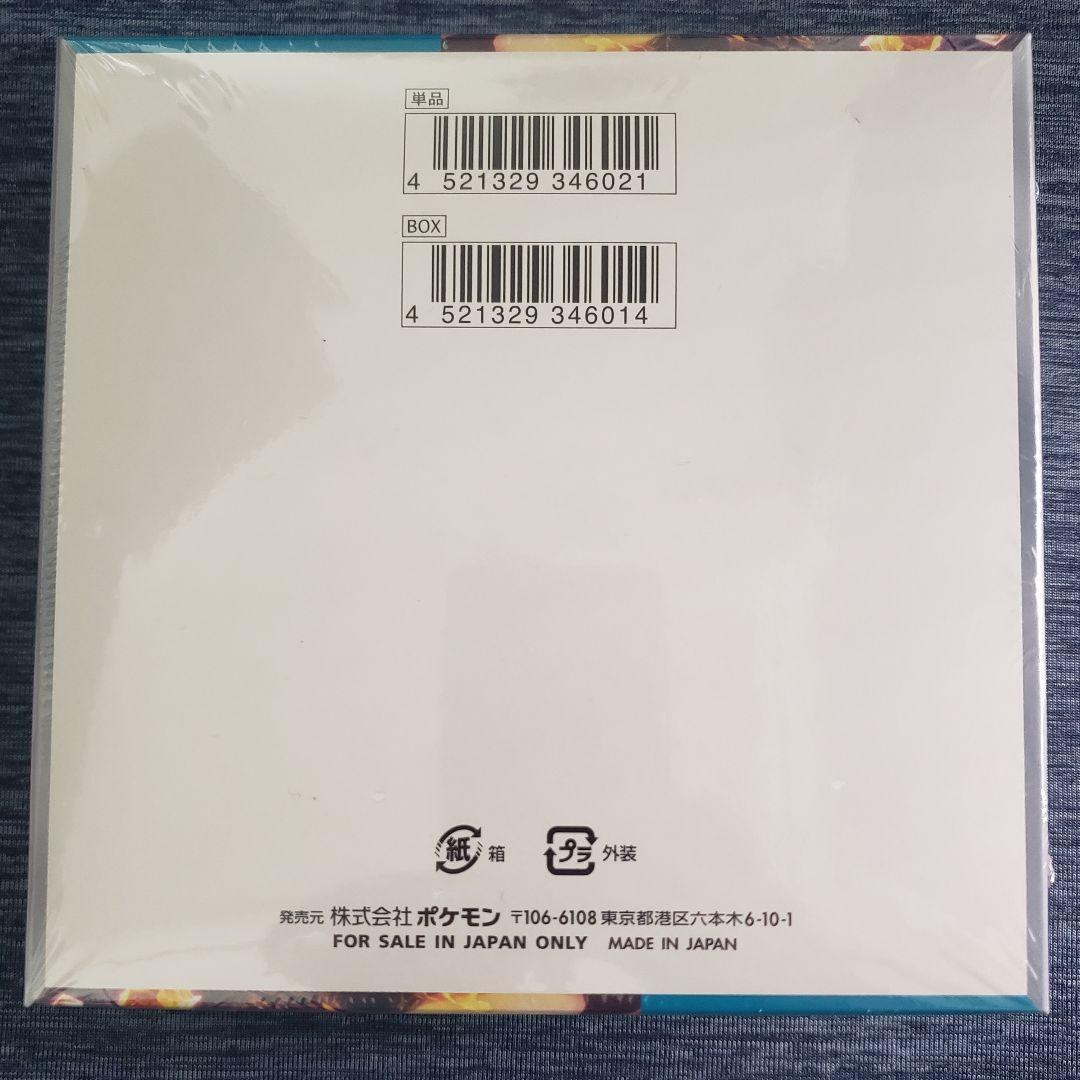 単品
4 521329 346021
BOX
4 521329 346014
紙 箱 プラ 外装
発売元 株式会社ポケモン 〒106-6108 東京都港区六本木6-10-1
FOR SALE IN JAPAN ONLY MADE IN JAPAN